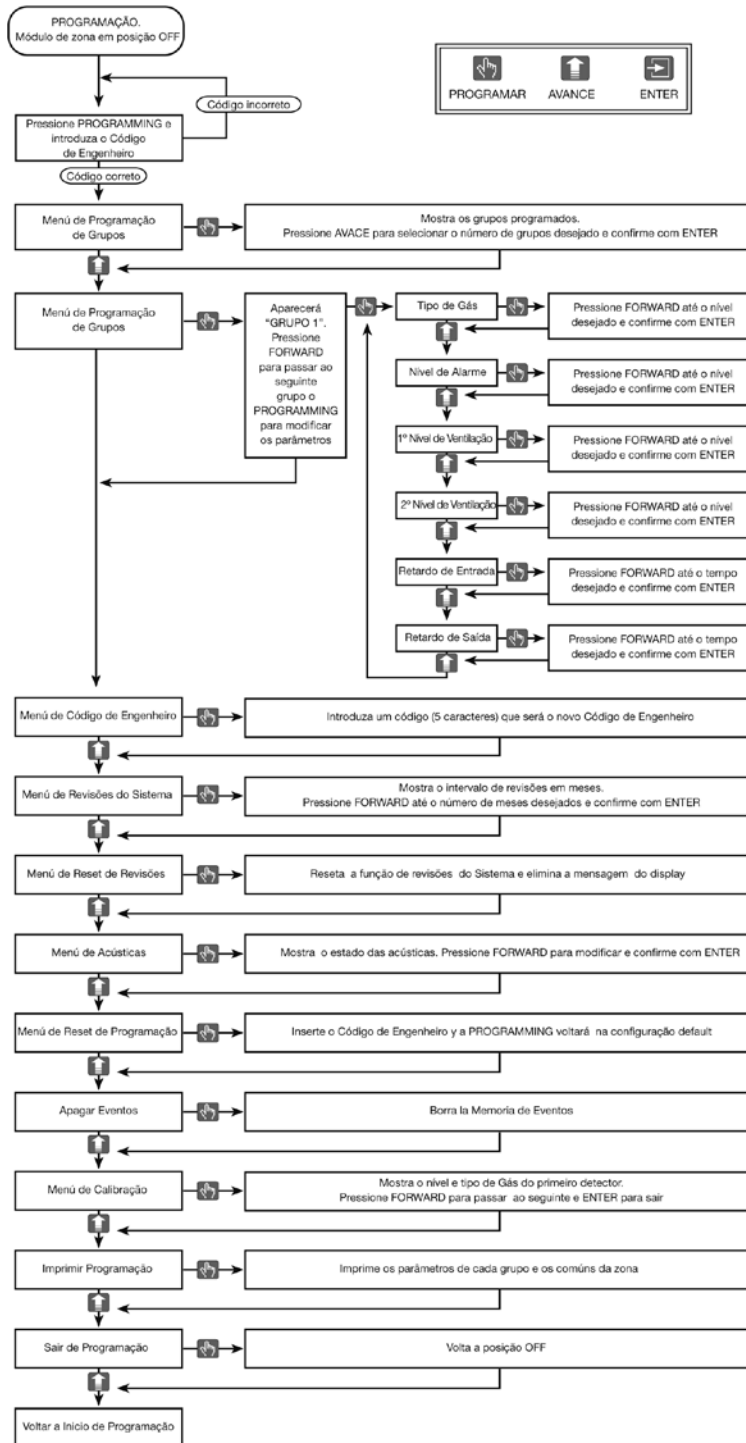 PROGRAMAÇÃO.
Módulo de zona em posição OFF
PROGRAMAR
AVANCE
ENTER
Código incorreto
Pressione PROGRAMMING e
introduza o Código
de Engenheiro
Código correto
Menú de Programação
de Grupos
Mostra os grupos programados.
Pressione AVACE para selecionar o número de grupos desejado e confirme com ENTER
Menú de Programação
de Grupos
Aparecerá
“GRUPO 1”.
Pressione
FORWARD
para passar ao
seguinte
grupo o
PROGRAMMING
para modificar
os parâmetros
Tipo de Gás
Pressione FORWARD até o nível
desejado e confirme com ENTER
Nível de Alarme
Pressione FORWARD até o nível
desejado e confirme com ENTER
1º Nível de Ventilação
Pressione FORWARD até o nível
desejado e confirme com ENTER
2º Nível de Ventilação
Pressione FORWARD até o nível
desejado e confirme com ENTER
Retardo de Entrada
Pressione FORWARD até o tempo
desejado e confirme com ENTER
Retardo de Saída
Pressione FORWARD até o tempo
desejado e confirme com ENTER
Menú de Código de Engenheiro
Introduza um código (5 caracteres) que será o novo Código de Engenheiro
Menú de Revisões do Sistema
Mostra o intervalo de revisões em meses.
Pressione FORWARD até o número de meses desejados e confirme com ENTER
Menú de Reset de Revisões
Reseta a função de revisões do Sistema e elimina a mensagem do display
Menú de Acústicas
Mostra o estado das acústicas. Pressione FORWARD para modificar e confirme com ENTER
Menú de Reset de Programação
Inserte o Código de Engenheiro y a PROGRAMMING voltará na configuração default
Apagar Eventos
Borra la Memoria de Eventos
Menú de Calibração
Mostra o nível e tipo de Gás do primeiro detector.
Pressione FORWARD para passar ao seguinte e ENTER para sair
Imprimir Programação
Imprime os parâmetros de cada grupo e os comúns da zona
Sair de Programação
Volta a posição OFF
Voltar a Inicio de Programação